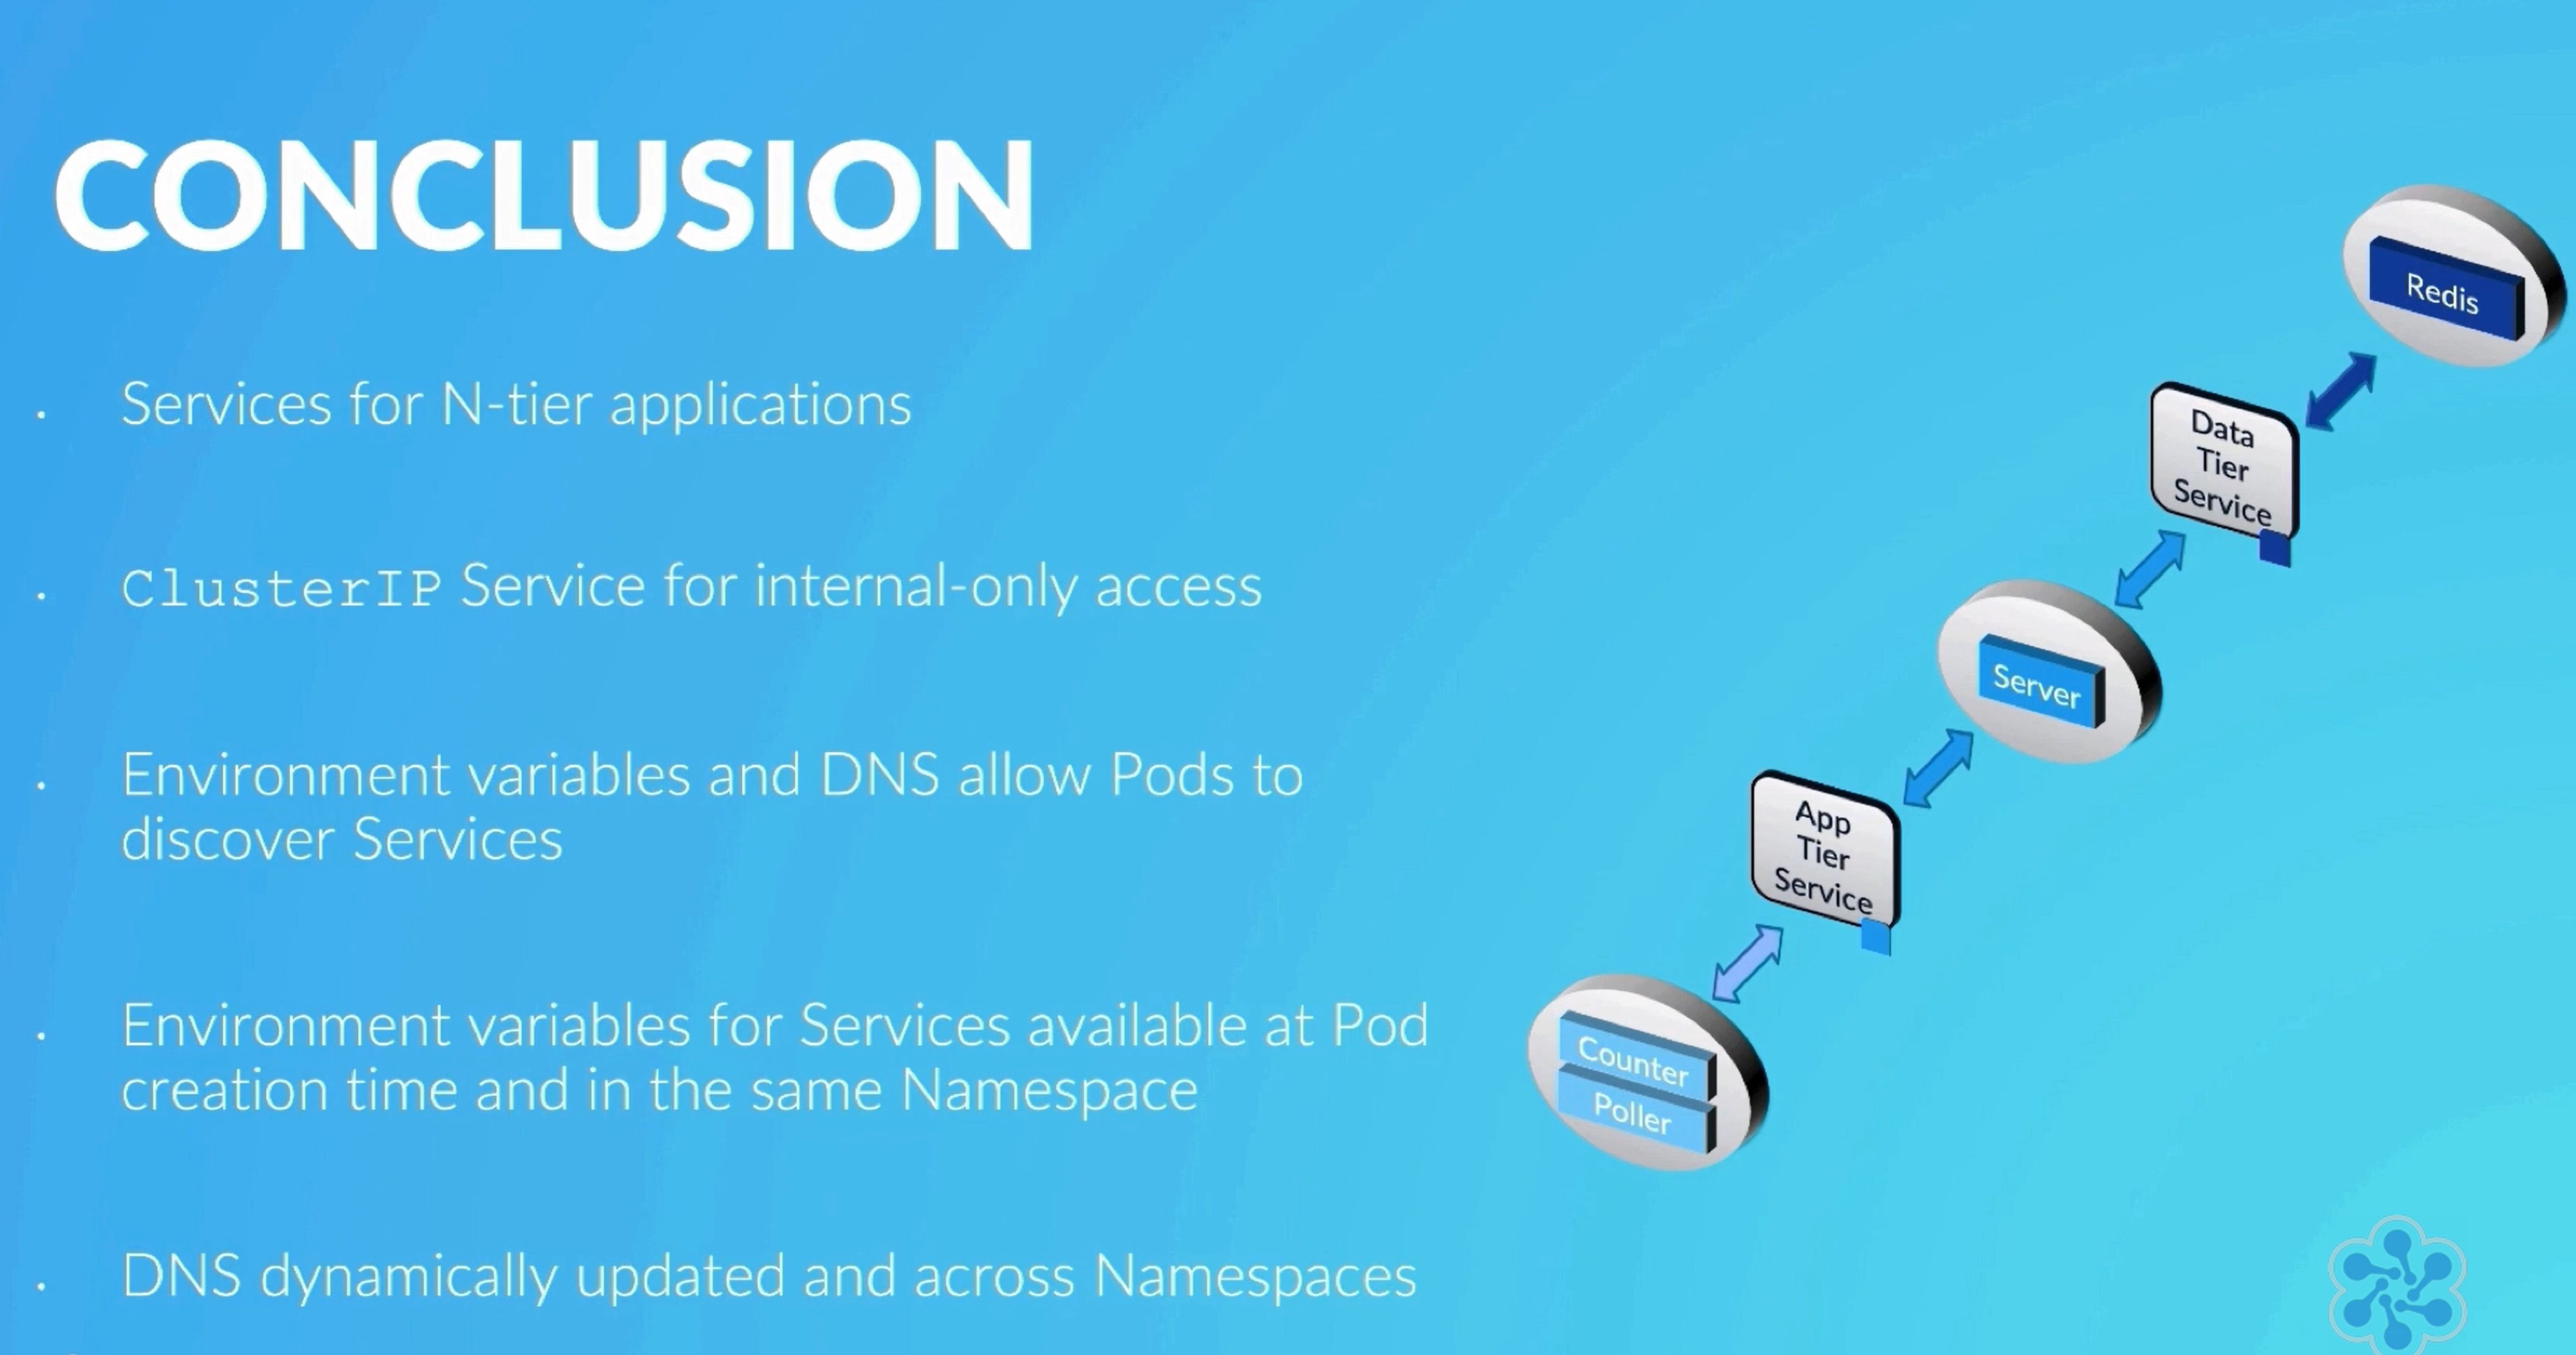 CONCLUSION
. Services for N-tier applications
. ClusterIP Service for internal-only access
. Environment variables and DNS allow Pods to
discover Services
. Environment variables for Services available at Pod
creation time and in the same Namespace
. DNS dynamically updated and across Namespaces
Redis
Data
Tier
Service
Server
App
Tier
Service
Counter
Poller